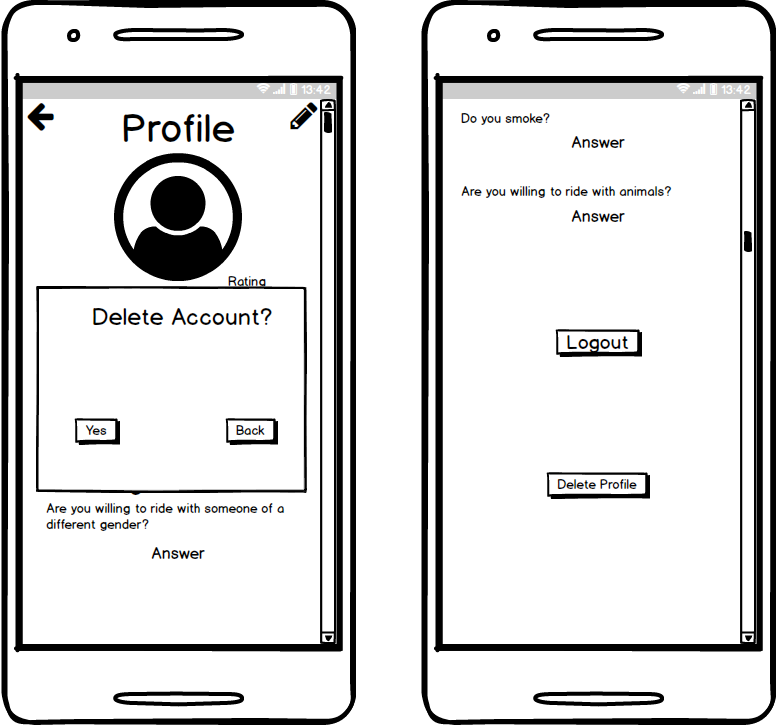 13:42
Profile
Rating
Delete Account?
Yes
Back
Are you willing to ride with someone of a
different gender?
Answer
13:42
Do you smoke?
Answer
Are you willing to ride with animals?
Answer
Logout
Delete Profile